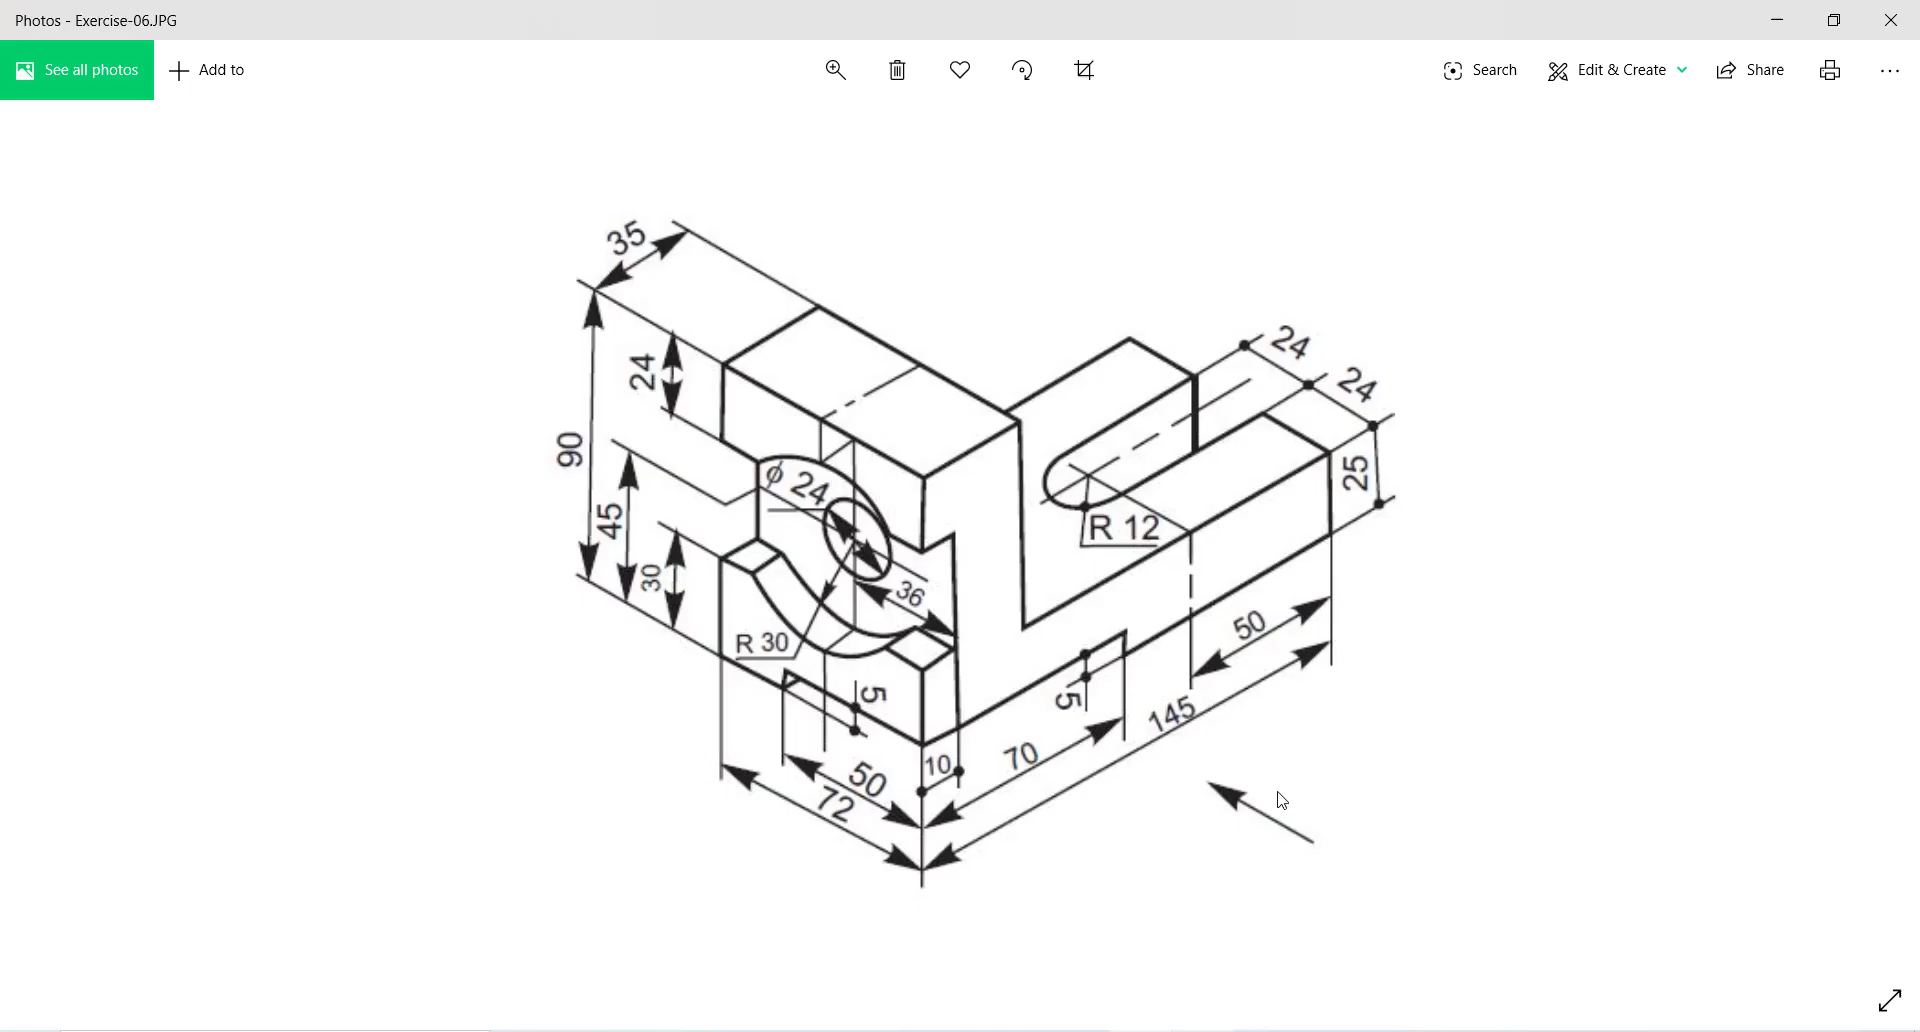 Photos - Exercise-06.JPG
See all photos
Add to
Search
Edit & Create
Share
35
24
90
24
24
ϕ 24
25
45
R 12
30
36
50
R 30
5
5
145
70
10
50
72